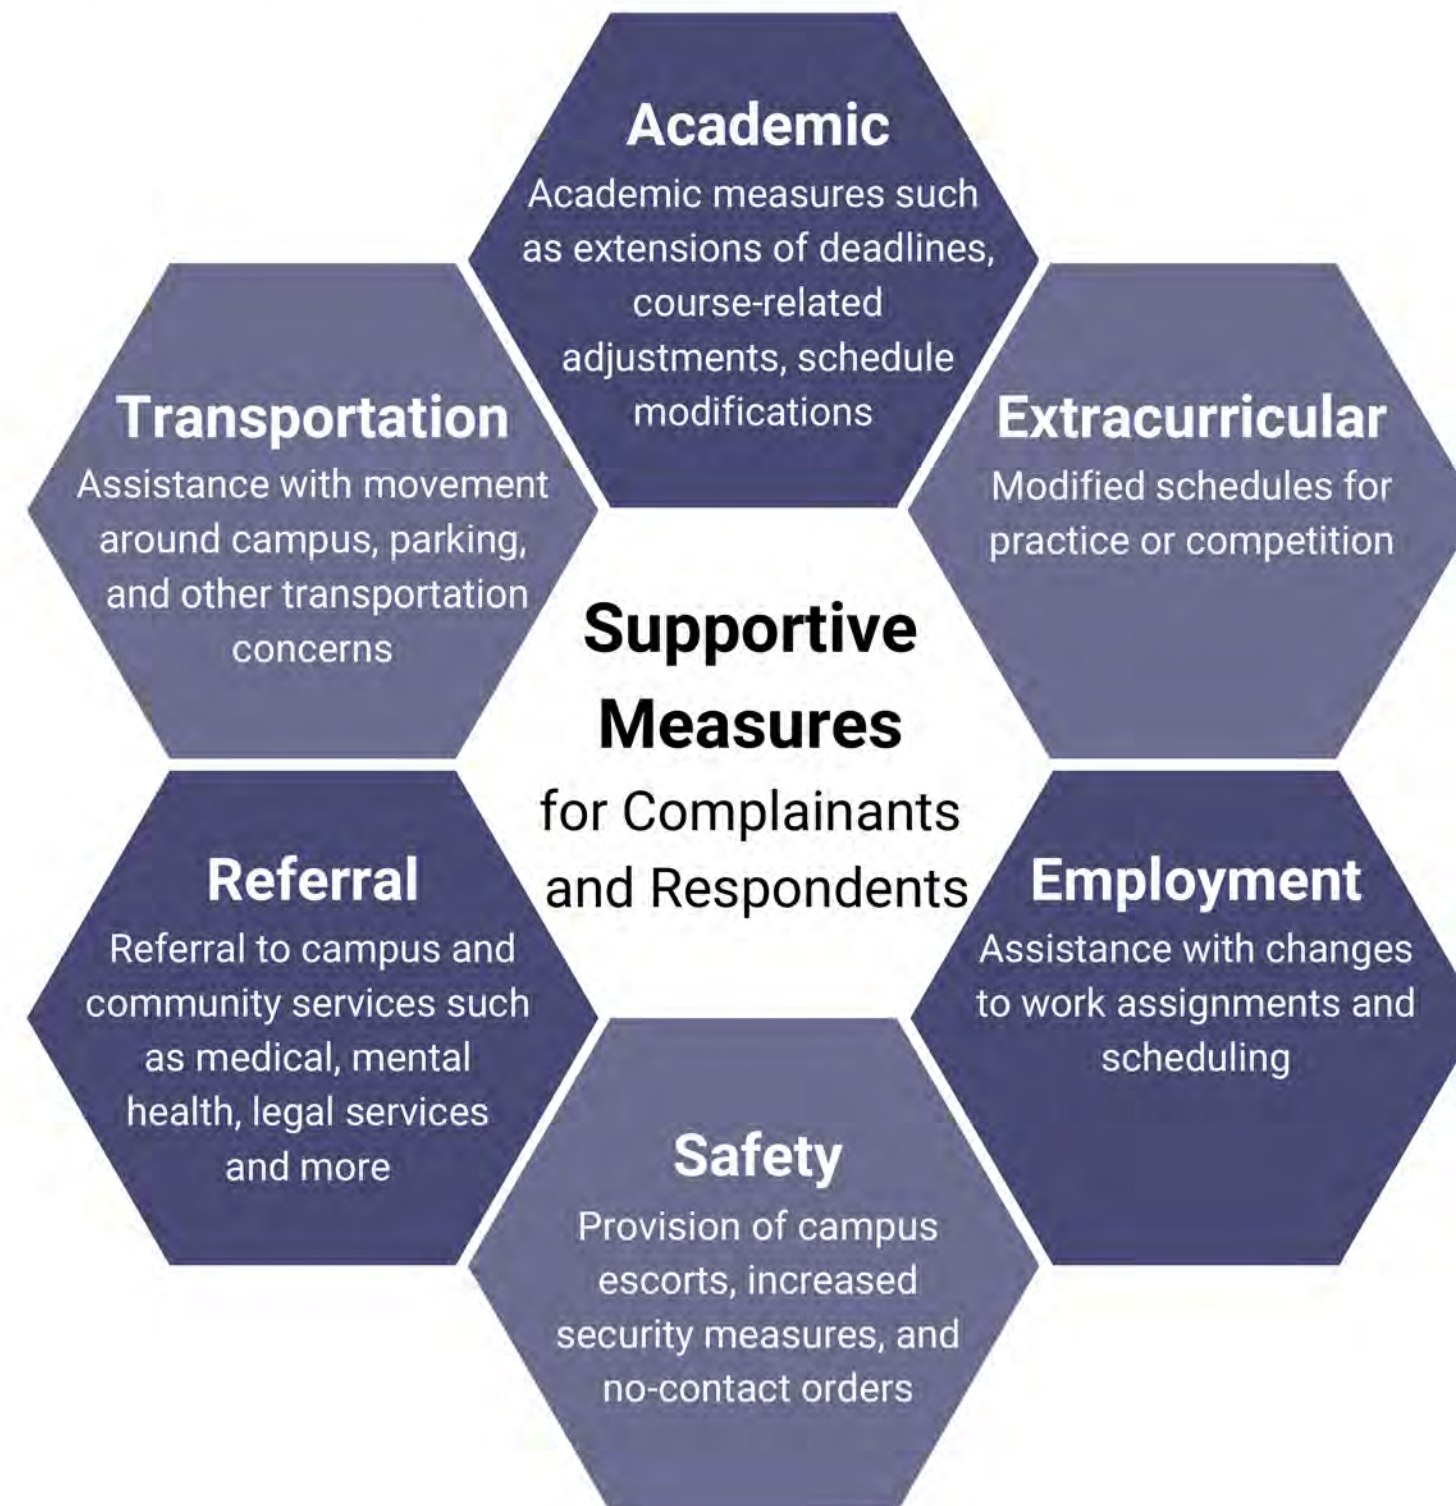 Academic
Academic measures such
as extensions of deadlines,
course-related
adjustments, schedule
modifications
Transportation
Assistance with movement
around campus, parking,
and other transportation
concerns
Extracurricular
Modified schedules for
practice or competition
Supportive
Measures
for Complainants
and Respondents
Referral
Referral to campus and
community services such
as medical, mental
health, legal services
and more
Employment
Assistance with changes
to work assignments and
scheduling
Safety
Provision of campus
escorts, increased
security measures, and
no-contact orders